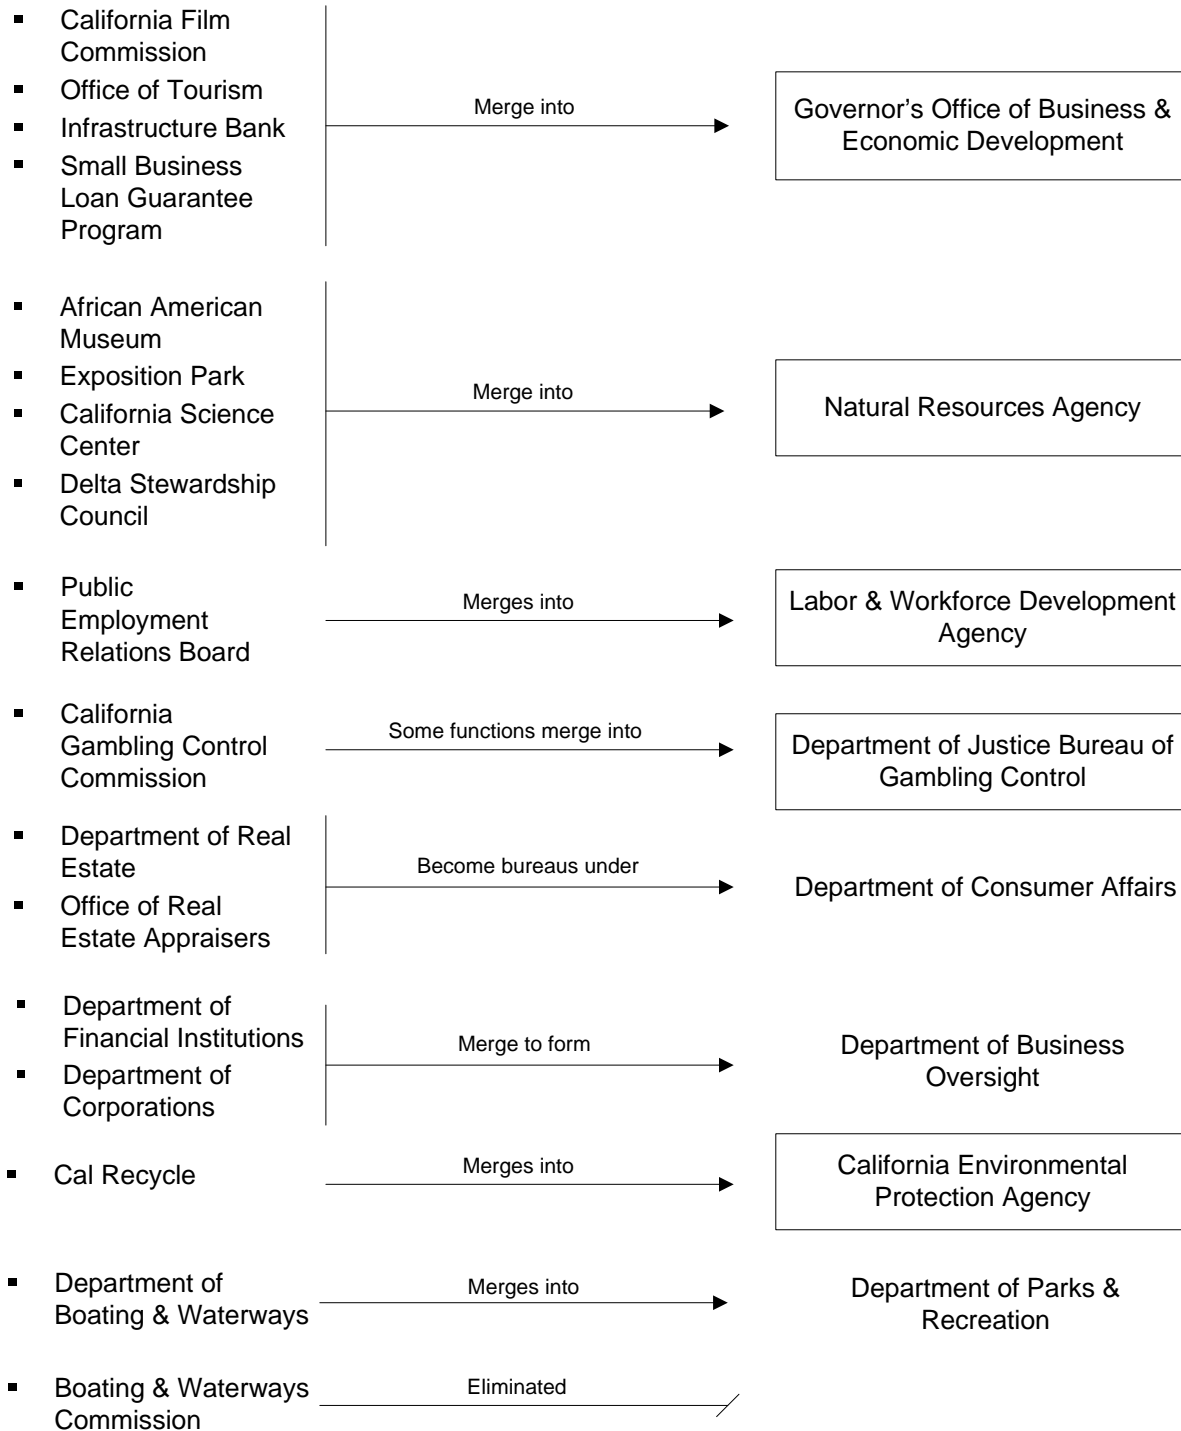 ▪ California Film
Commission
▪ Office of Tourism
▪ Infrastructure Bank
▪ Small Business
Loan Guarantee
Program
Merge into
Governor’s Office of Business &
Economic Development
▪ African American
Museum
▪ Exposition Park
▪ California Science
Center
▪ Delta Stewardship
Council
Merge into
Natural Resources Agency
▪ Public
Employment
Relations Board
Merges into
Labor & Workforce Development
Agency
▪ California
Gambling Control
Commission
Some functions merge into
Department of Justice Bureau of
Gambling Control
▪ Department of Real
Estate
▪ Office of Real
Estate Appraisers
Become bureaus under
Department of Consumer Affairs
▪ Department of
Financial Institutions
▪ Department of
Corporations
Merge to form
Department of Business
Oversight
▪ Cal Recycle
Merges into
California Environmental
Protection Agency
▪ Department of
Boating & Waterways
Merges into
Department of Parks &
Recreation
▪ Boating & Waterways
Commission
Eliminated